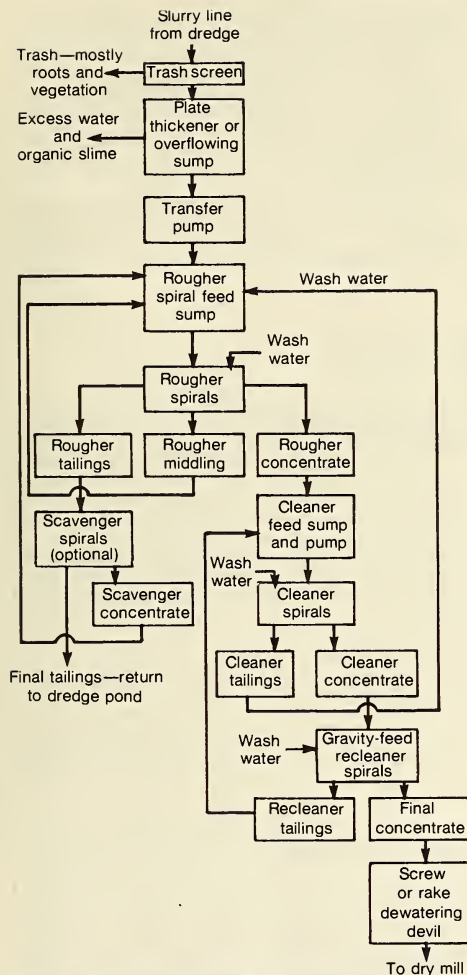 Slurry line
from dredge
Trash—mostly
roots and
vegetation
Trash screen
Excess water
and
organic slime
Plate
thickener or
overflowing
sump
Transfer
pump
Rougher
spiral feed
sump
Wash water
Wash
water
Rougher
spirals
Rougher
tailings
Rougher
middling
Rougher
concentrate
Scavenger
spirals
(optional)
Cleaner
feed sump
and pump
Scavenger
concentrate
Wash
water
Cleaner
spirals
Final tailings—return
to dredge pond
Cleaner
tailings
Cleaner
concentrate
Wash
water
Gravity-feed
recleaner
spirals
Recleaner
tailings
Final
concentrate
Screw
or rake
dewatering
devil
To dry mill